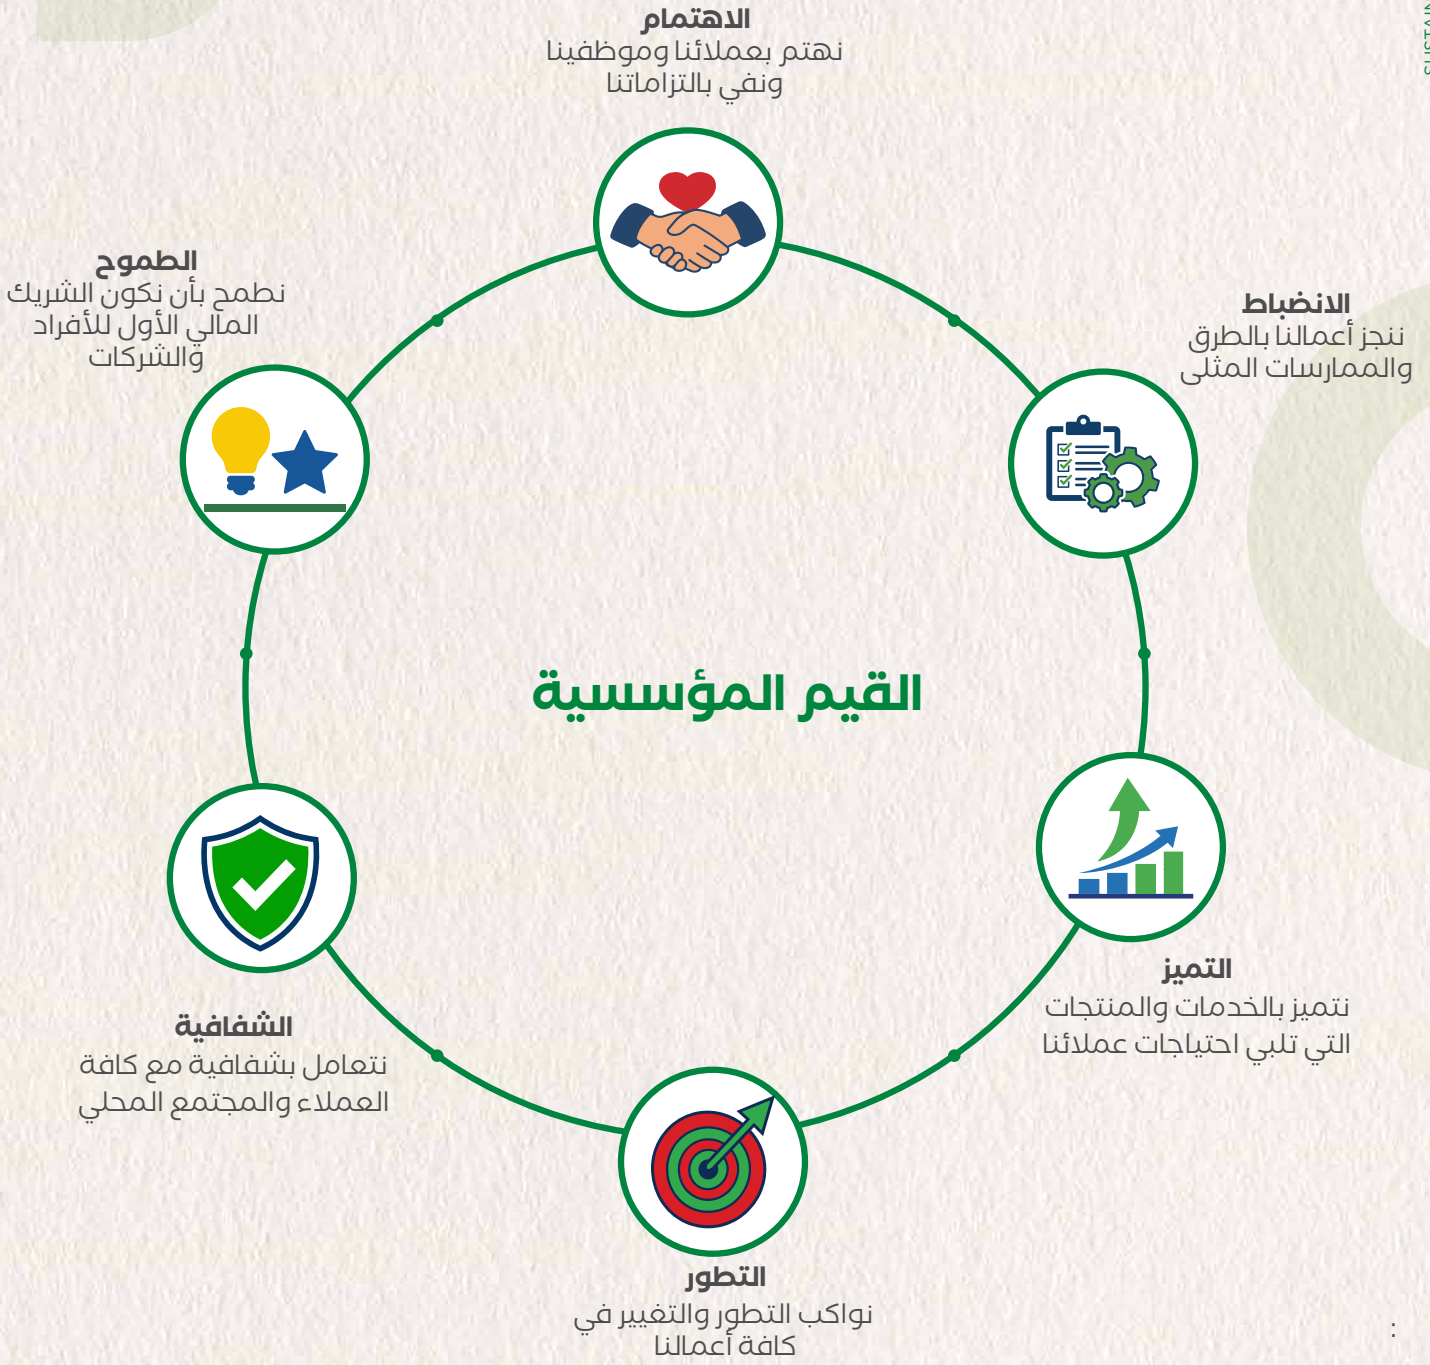 الاهتمام
نهتم بعملائنا وموظفينا
ونفي بالتزاماتنا
الانضباط
ننجز أعمالنا بالطرق
والممارسات المثلى
الطموح
نطمح بأن نكون الشريك
المالي الأول للأفراد
والشركات
القيم المؤسسية
التميز
نتميز بالخدمات والمنتجات
التي تلبي احتياجات عملائنا
الشفافية
نتعامل بشفافية مع كافة
العملاء والمجتمع المحلي
التطور
نواكب التطور والتغيير في
كافة أعمالنا
: